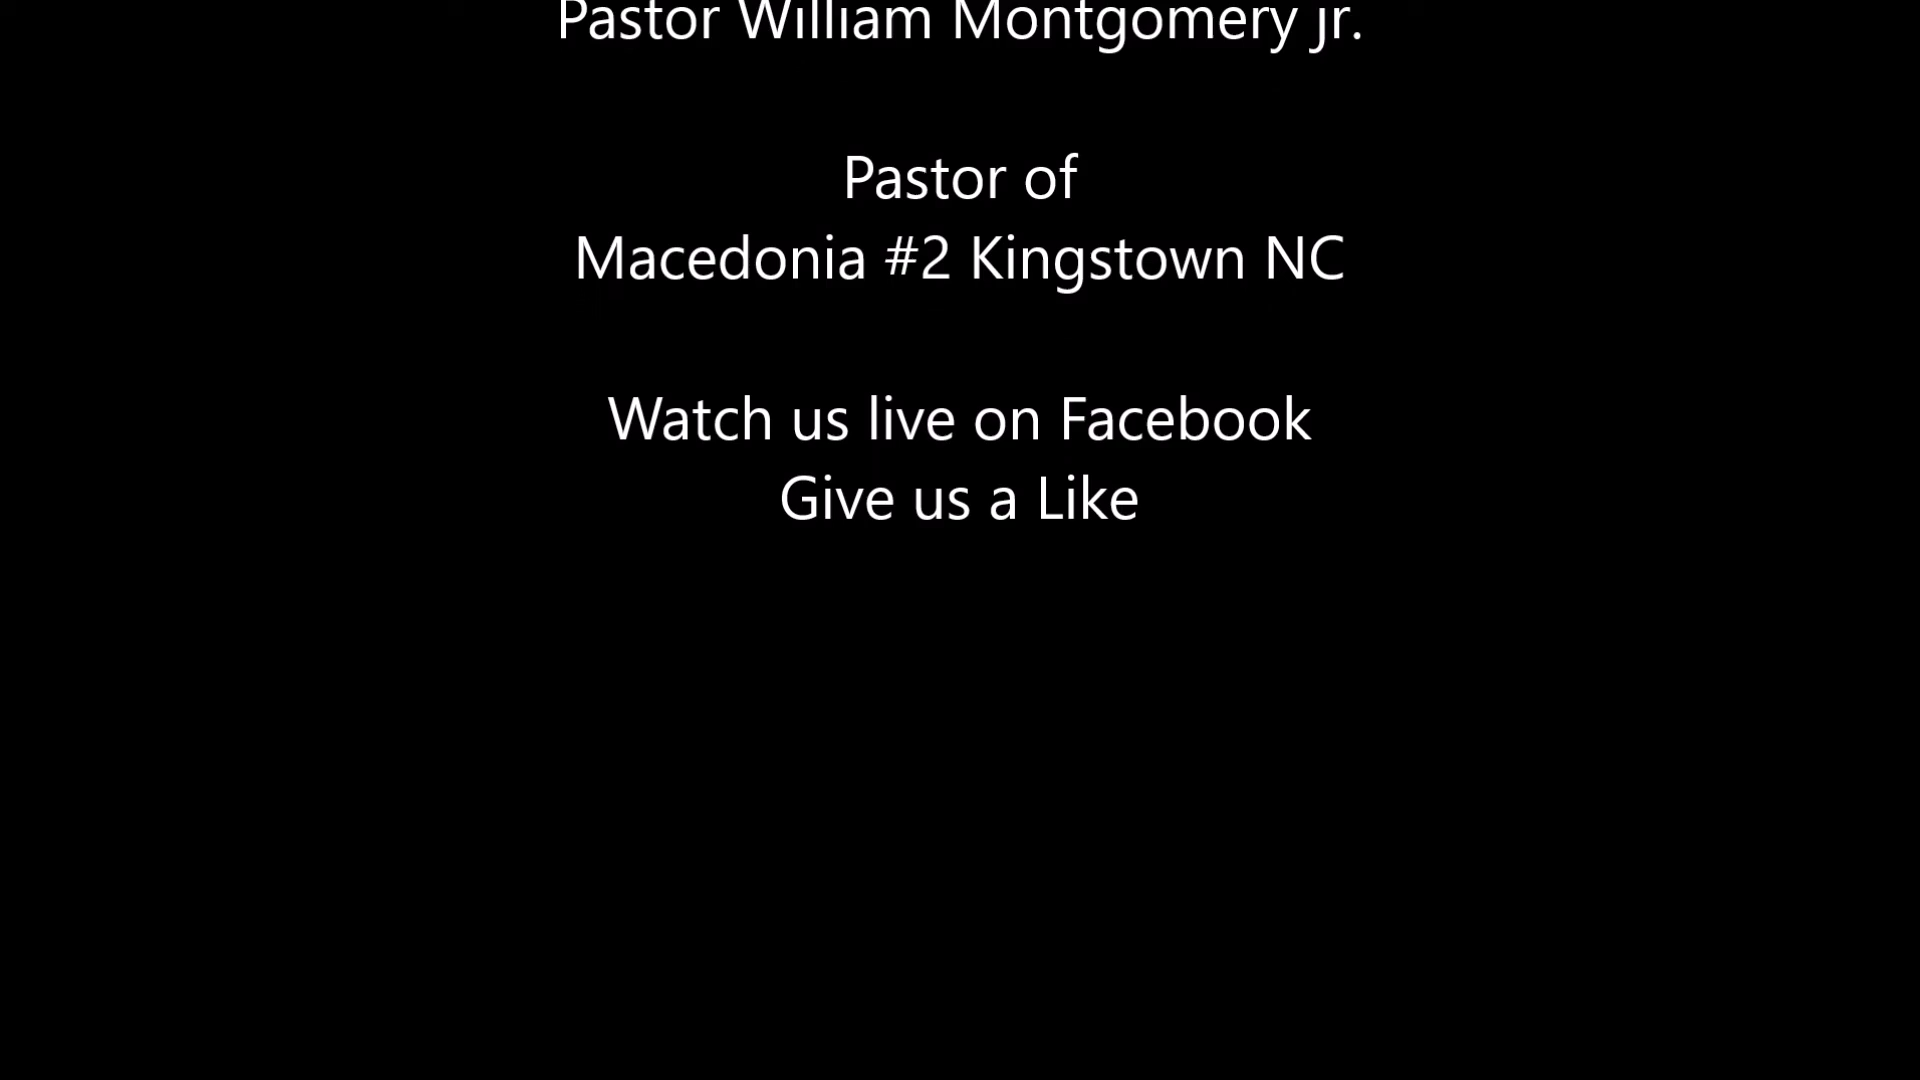 Pastor William Montgomery jr.
Pastor of
Macedonia #2 Kingstown NC
Watch us live on Facebook
Give us a Like